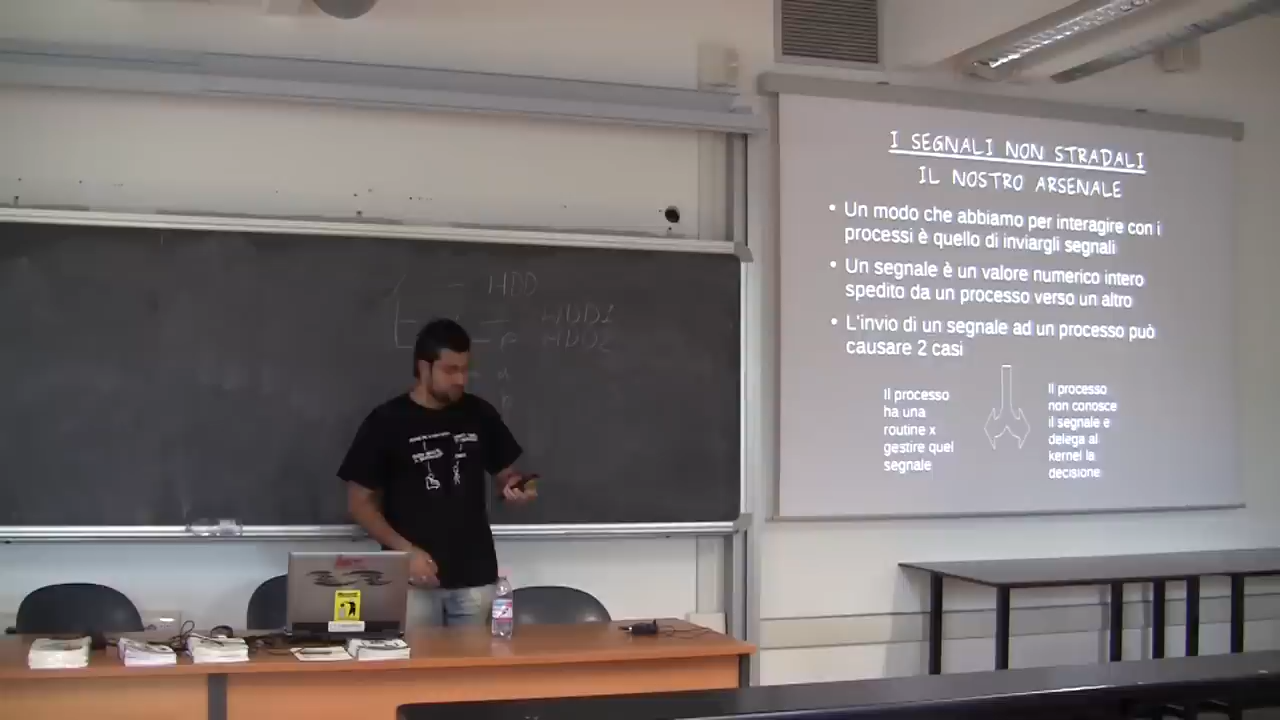 I SEGNALI NON STRADALI
IL NOSTRO ARSENALE
• Un modo che abbiamo per interagire con i
processi è quello di inviargli segnali
• Un segnale è un valore numerico intero
spedito da un processo verso un altro
• L'invio di un segnale ad un processo può
causare 2 casi
Il processo
ha una
routine x
gestire quel
segnale
Il processo
non conosce
il segnale e
delega al
kernel la
decisione
HDD
HDD1
HDD2